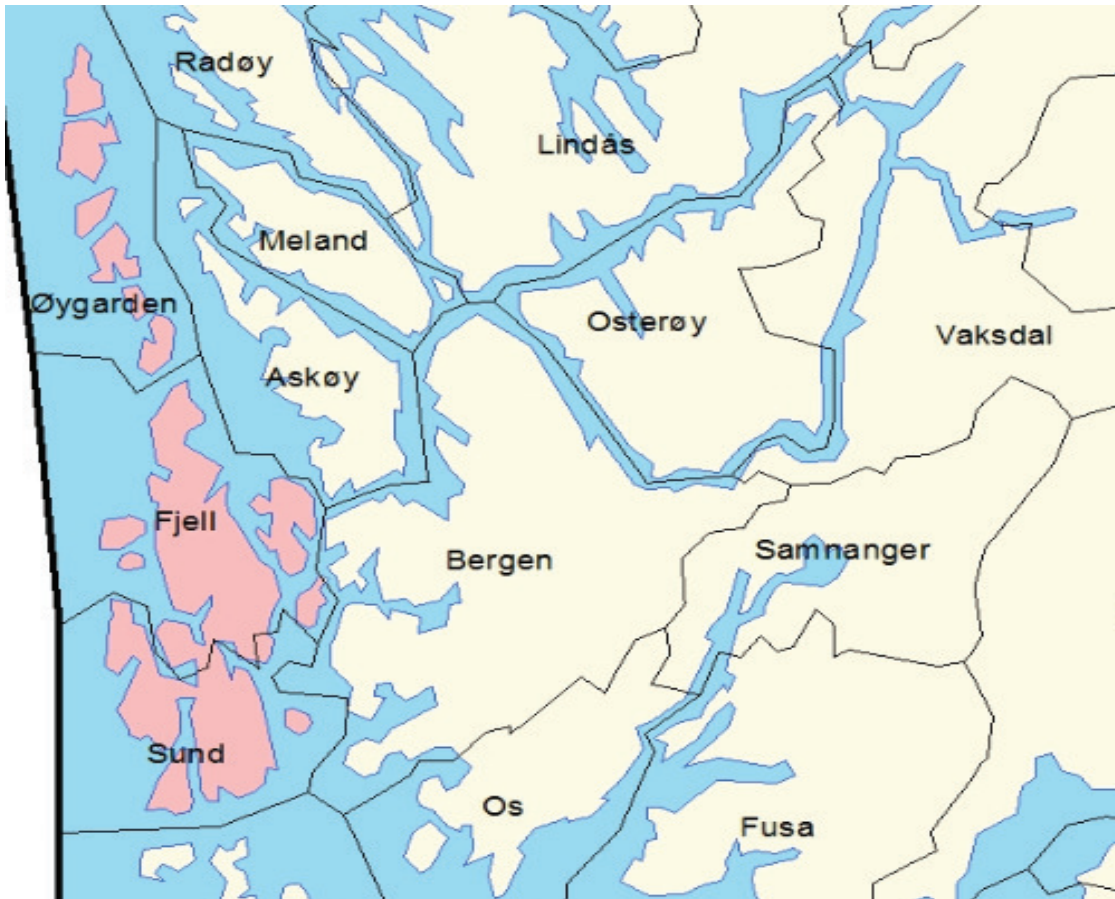 Radøy
Lindås
Meland
Øygarden
Osterøy
Vaksdal
Askøy
Fjell
Bergen
Samnanger
Sund
Os
Fusa